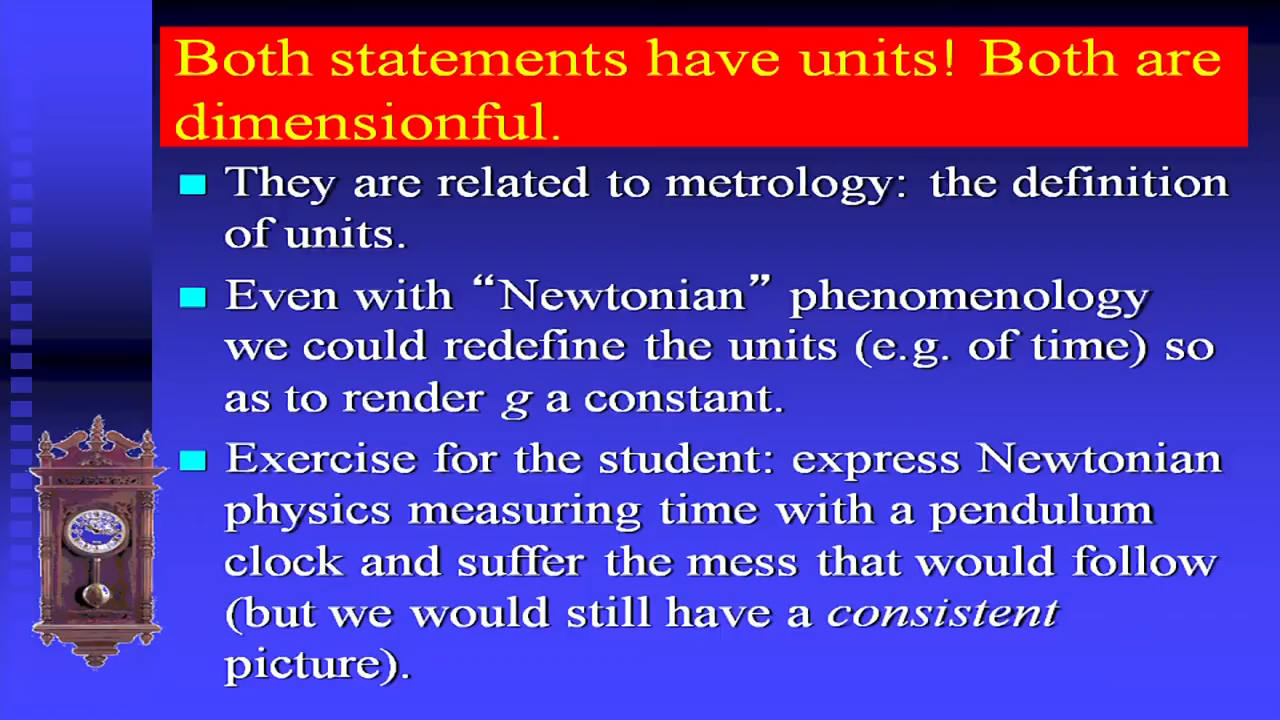 Both statements have units! Both are
dimensionful.
They are related to metrology: the definition
of units.
Even with “Newtonian” phenomenology
we could redefine the units (e.g. of time) so
as to render g a constant.
Exercise for the student: express Newtonian
physics measuring time with a pendulum
clock and suffer the mess that would follow
(but we would still have a consistent
picture).